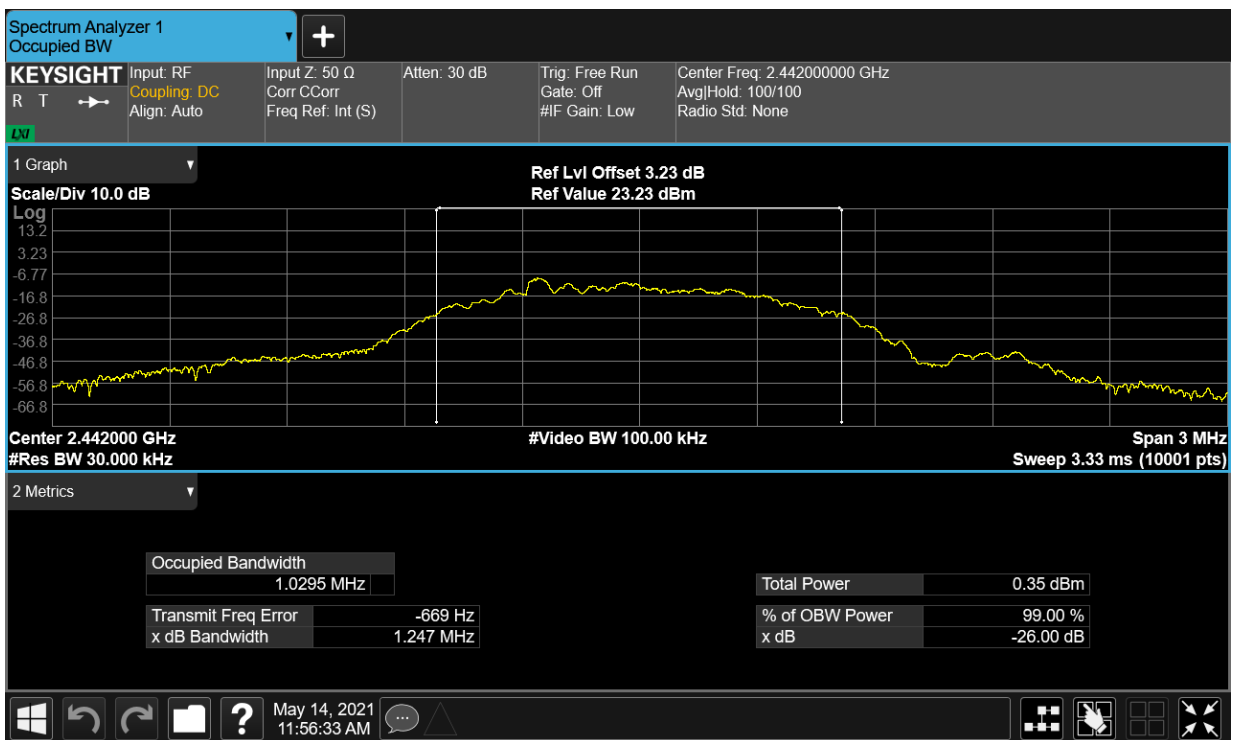 Spectrum Analyzer 1
Occupied BW
KEYSIGHT
R T
LXI
Input: RF
Coupling: DC
Align: Auto
Input Z: 50 Ω
Corr CCorr
Freq Ref: Int (S)
Atten: 30 dB
Trig: Free Run
Gate: Off
#IF Gain: Low
Center Freq: 2.442000000 GHz
Avg|Hold: 100/100
Radio Std: None
1 Graph
Scale/Div 10.0 dB
Ref Lvl Offset 3.23 dB
Ref Value 23.23 dBm
Log
13.2
3.23
-6.77
-16.8
-26.8
-36.8
-46.8
-56.8
-66.8
Center 2.442000 GHz
#Video BW 100.00 kHz
Span 3 MHz
#Res BW 30.000 kHz
Sweep 3.33 ms (10001 pts)
2 Metrics
Occupied Bandwidth
1.0295 MHz
Total Power 0.35 dBm
Transmit Freq Error -669 Hz
% of OBW Power 99.00 %
x dB Bandwidth 1.247 MHz
x dB -26.00 dB
?
May 14, 2021
11:56:33 AM